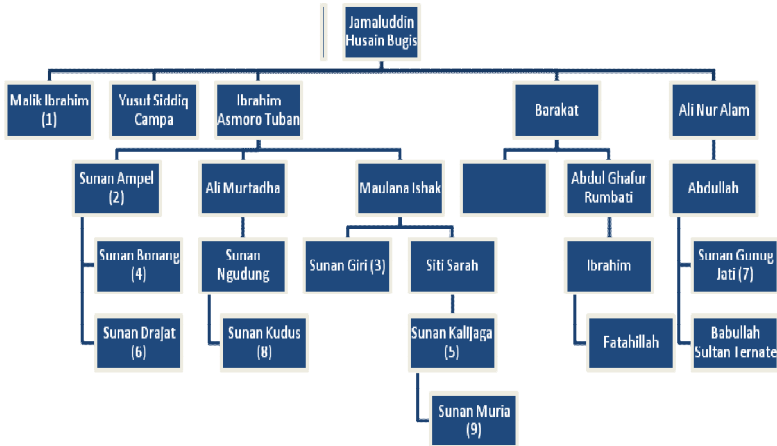 Jamaluddin
Husain Bugis
Malik Ibrahim
(1)
Yusuf Siddiq
Campa
Ibrahim
Asmoro Tuban
Barakat
Ali Nur Alam
Sunan Ampel
(2)
Ali Murtadha
Maulana Ishak
Abdul Ghafur
Rumbati
Abdullah
Sunan Bonang
(4)
Sunan
Ngudung
Sunan Giri (3)
Siti Sarah
Ibrahim
Sunan Gunug
Jati (7)
Sunan Drajat
(6)
Sunan Kudus
(8)
Sunan Kalijaga
(5)
Fatahillah
Babullah
Sultan Ternate
Sunan Muria
(9)